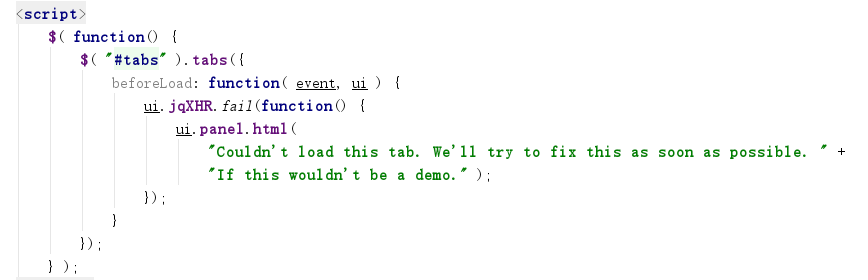 <script>
$( function() {
$( "#tabs" ).tabs({
beforeLoad: function( event, ui ) {
ui.jqXHR.fail(function() {
ui.panel.html(
"Couldn't load this tab. We'll try to fix this as soon as possible. " +
"If this wouldn't be a demo." );
});
}
});
} );